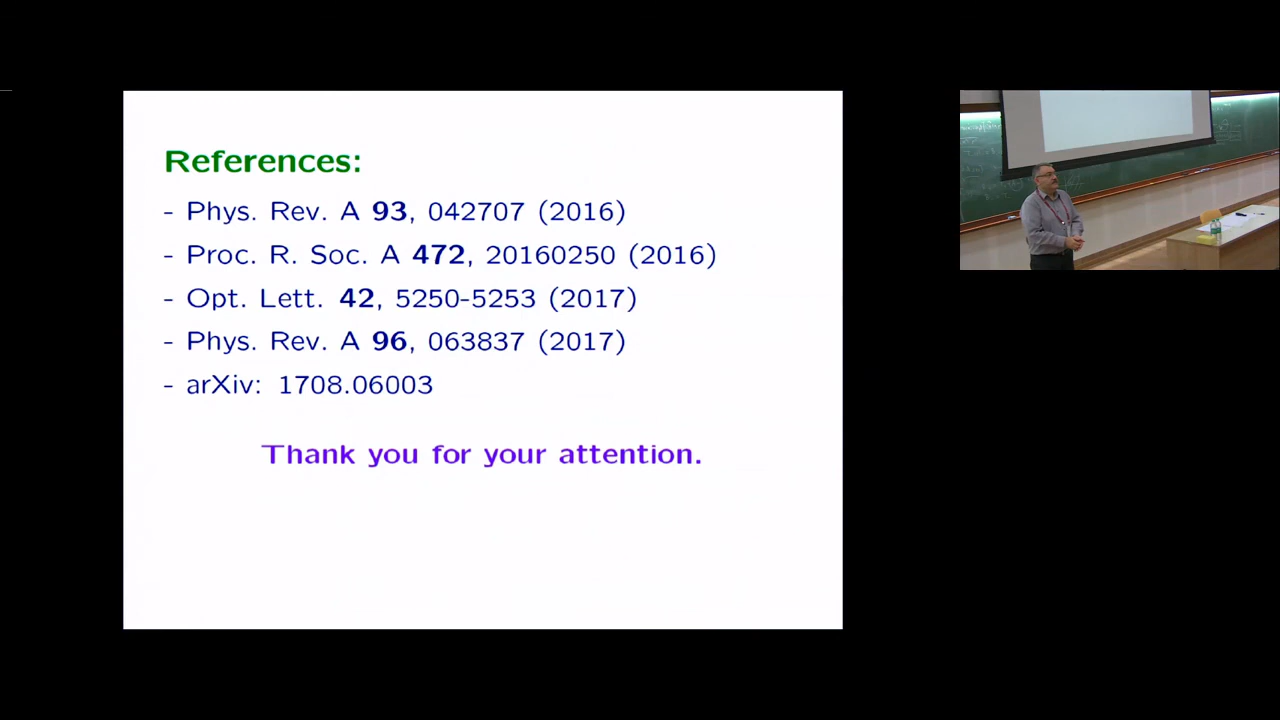 References:
- Phys. Rev. A 93, 042707 (2016)
- Proc. R. Soc. A 472, 20160250 (2016)
- Opt. Lett. 42, 5250-5253 (2017)
- Phys. Rev. A 96, 063837 (2017)
- arXiv: 1708.06003
Thank you for your attention.